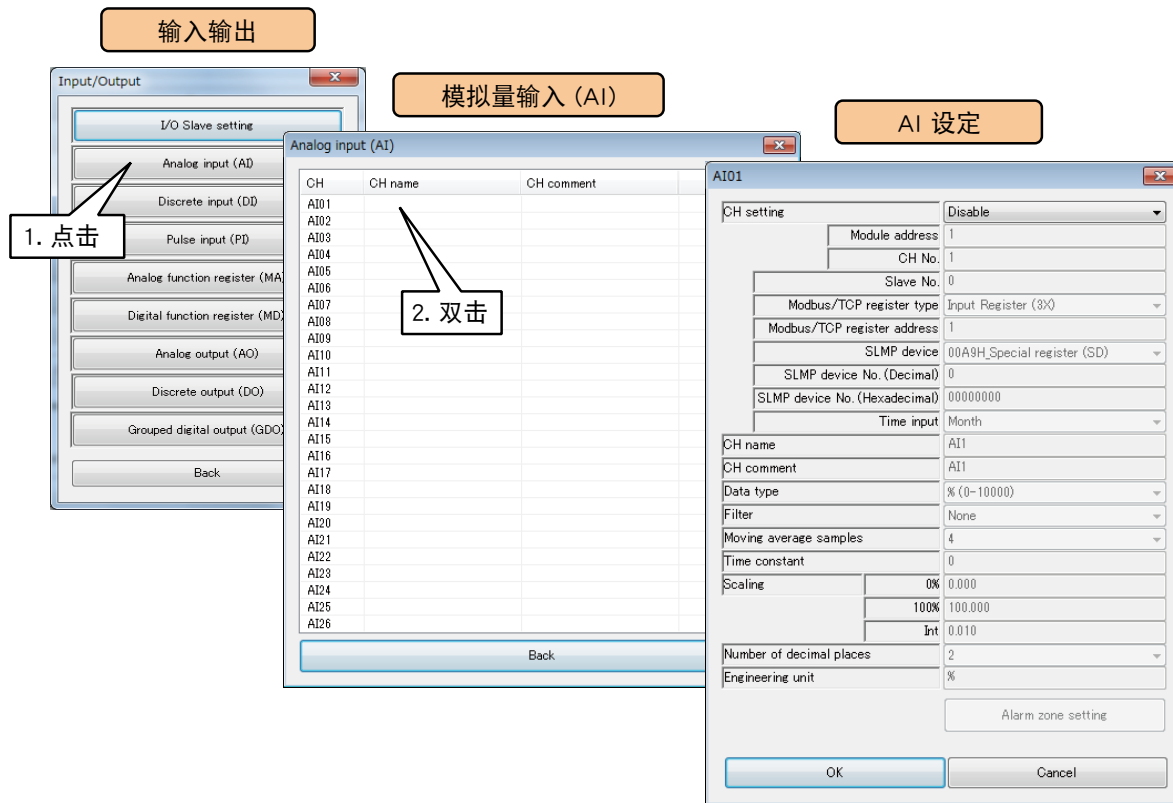 输入输出
Input/Output
I/O Slave setting
Analog input (AI)
1. 点击
Discrete input (DI)
Pulse input (PI)
Analog function register (MA)
Digital function register (MD)
Analog output (AO)
Discrete output (DO)
Grouped digital output (GDO)
Back
模拟量输入 (AI)
Analog input (AI)
CH CH name CH comment
AI01
AI02
AI03
AI04
AI05
AI06
AI07
AI08
AI09
AI10
AI11
AI12
AI13
AI14
AI15
AI16
AI17
AI18
AI19
AI20
AI21
AI22
AI23
AI24
AI25
AI26
2. 双击
Back
AI 设定
AI01
CH setting Disable
Module address 1
CH No. 1
Slave No. 0
Modbus/TCP register type Input Register (3X)
Modbus/TCP register address 1
SLMP device 00A9H_Special register (SD)
SLMP device No. (Decimal) 0
SLMP device No. (Hexadecimal) 00000000
Time input Month
CH name AI1
CH comment AI1
Data type % (0-10000)
Filter None
Moving average samples 4
Time constant 0
Scaling 0% 0.000
100% 100.000
Int 0.010
Number of decimal places 2
Engineering unit %
Alarm zone setting
OK Cancel